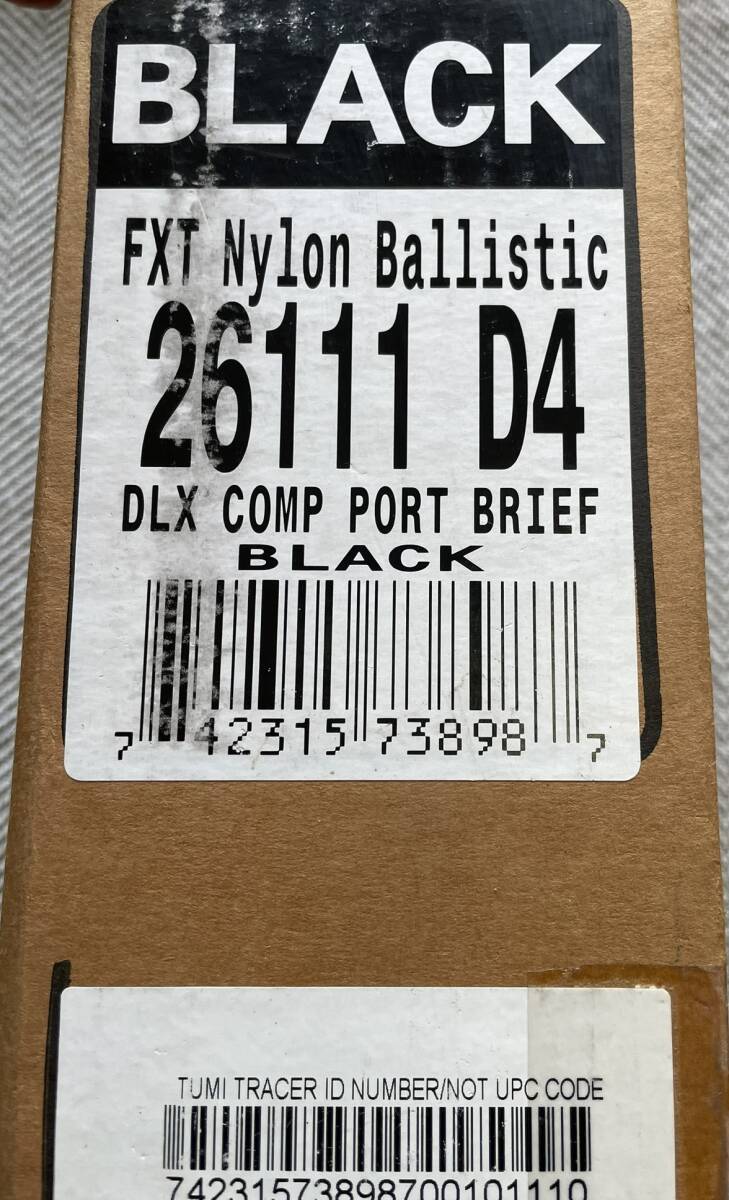 BLACK
FXT Nylon Ballistic
26111 D4
DLX COMP PORT BRIEF
BLACK
7 42315 73898 7
TUMI TRACER ID NUMBER/NOT UPC CODE
74231573898700101110